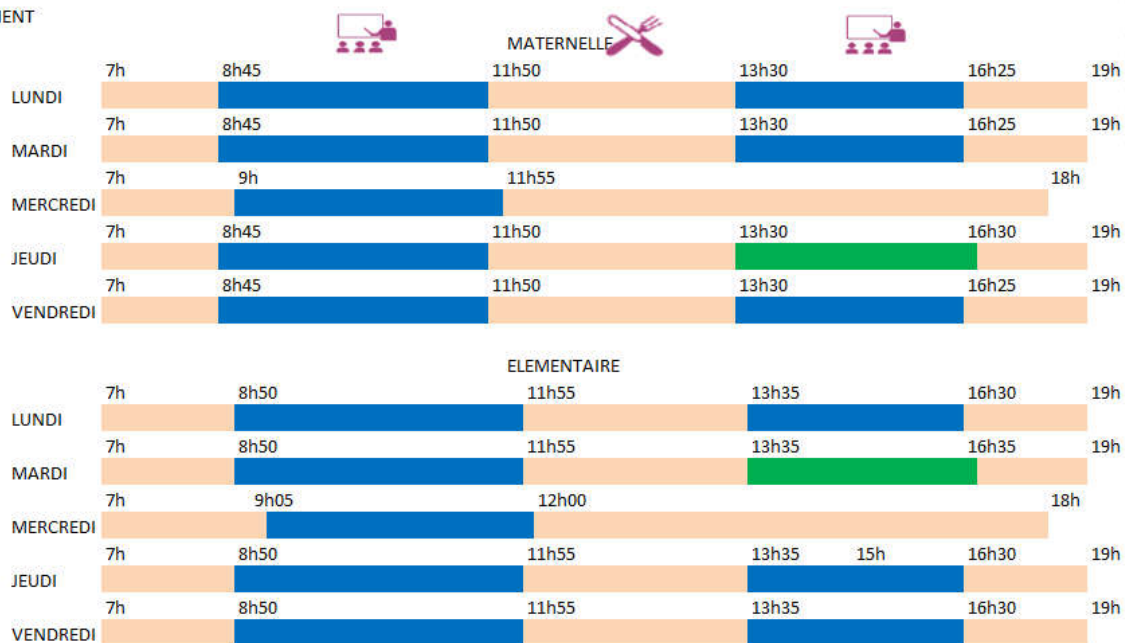 MATERNELLE
7h 8h45 11h50 13h30 16h25 19h
LUNDI
7h 8h45 11h50 13h30 16h25 19h
MARDI
7h 9h 11h55 18h
MERCREDI
7h 8h45 11h50 13h30 16h30 19h
JEUDI
7h 8h45 11h50 13h30 16h25 19h
VENDREDI
ELEMENTAIRE
7h 8h50 11h55 13h35 16h30 19h
LUNDI
7h 8h50 11h55 13h35 16h35 19h
MARDI
7h 9h05 12h00 18h
MERCREDI
7h 8h50 11h55 13h35 15h 16h30 19h
JEUDI
7h 8h50 11h55 13h35 16h30 19h
VENDREDI